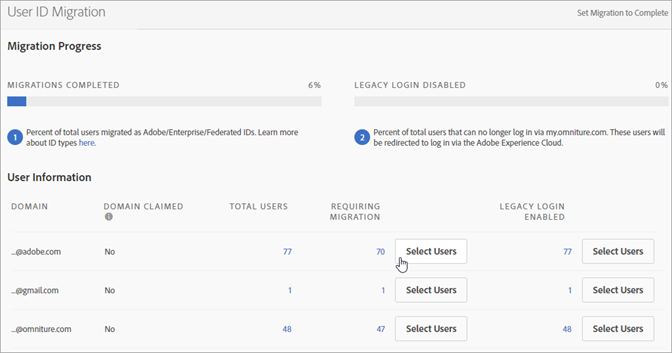 User ID Migration
Set Migration to Complete
Migration Progress
MIGRATIONS COMPLETED 6%
LEGACY LOGIN DISABLED 0%
1 Percent of total users migrated as Adobe/Enterprise/Federated IDs. Learn more
about ID types here.
2 Percent of total users that can no longer log in via my.omniture.com. These users will
be redirected to log in via the Adobe Experience Cloud.
User Information
DOMAIN DOMAIN CLAIMED TOTAL USERS REQUIRING LEGACY LOGIN
MIGRATION ENABLED
...@adobe.com No 77 70 Select Users 77 Select Users
...@gmail.com No 1 1 Select Users 1 Select Users
...@omniture.com No 48 47 Select Users 48 Select Users